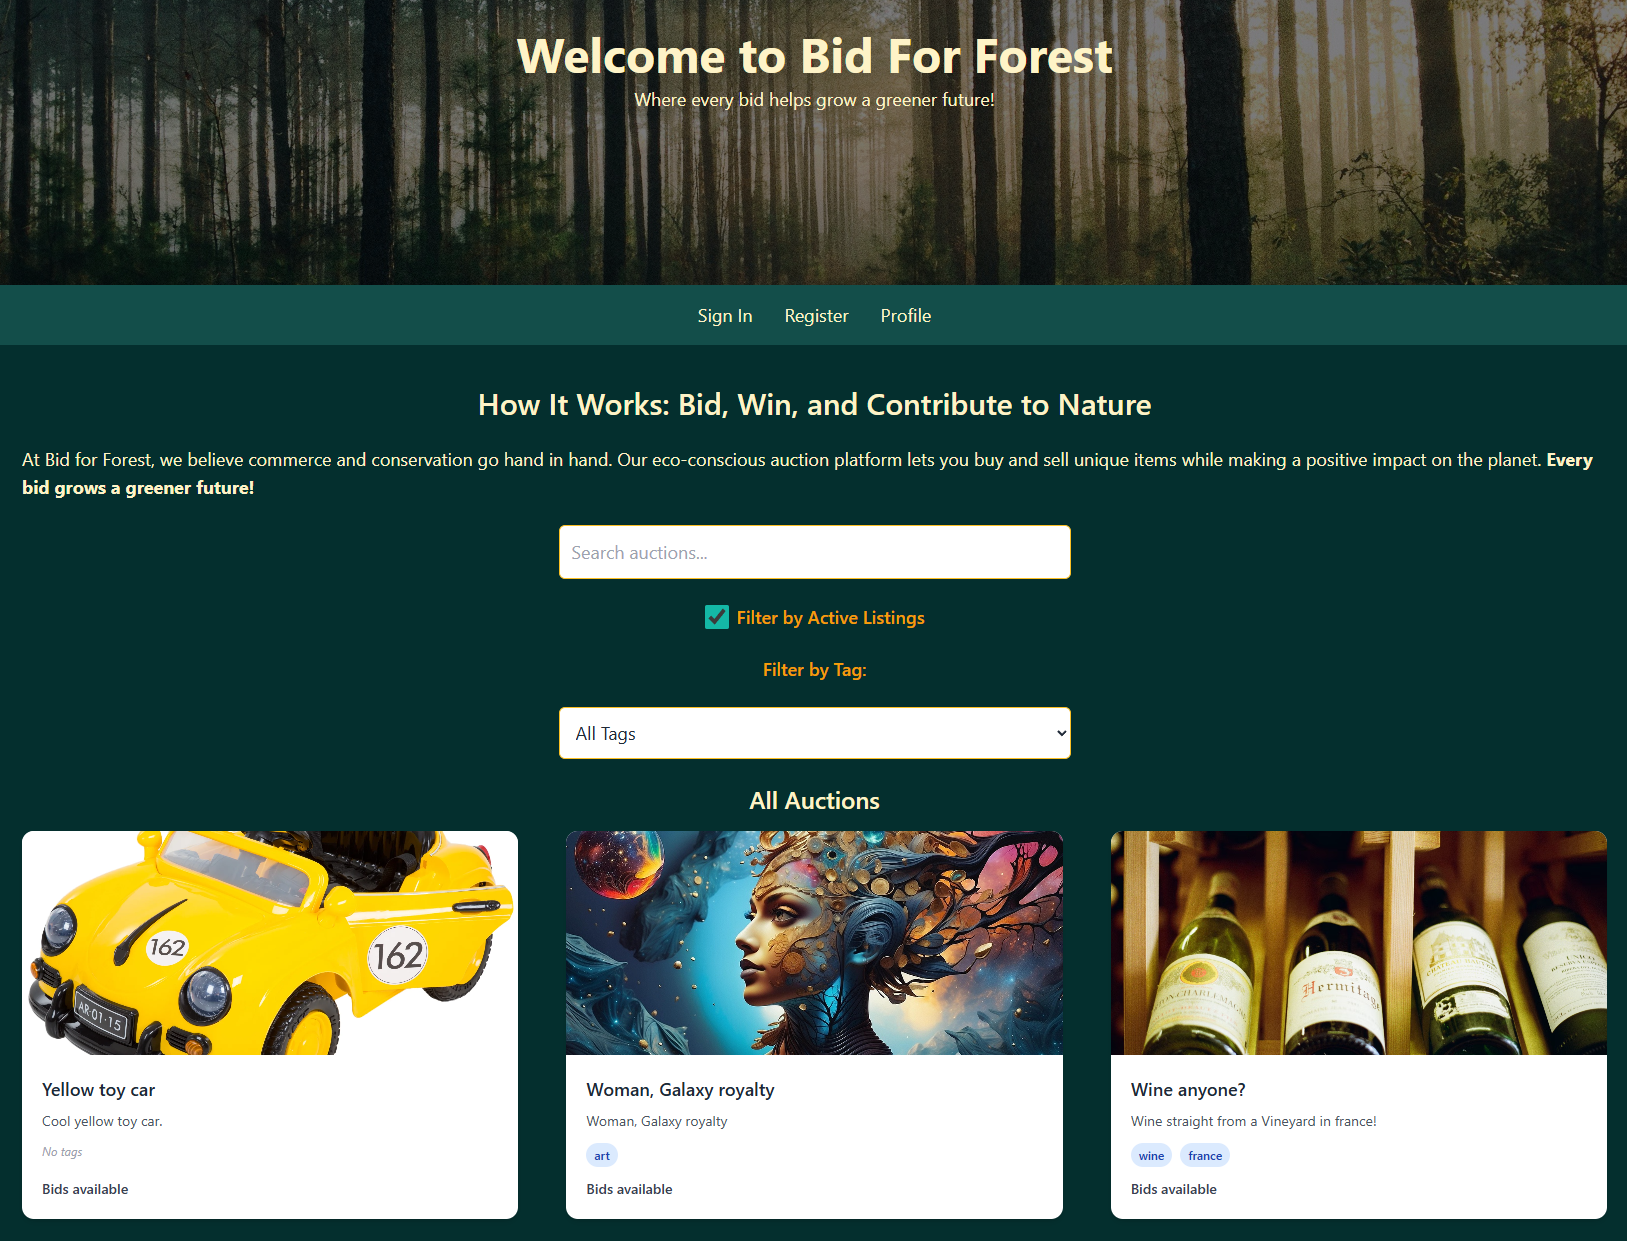 Welcome to Bid For Forest
Where every bid helps grow a greener future!
Sign In Register Profile
How It Works: Bid, Win, and Contribute to Nature
At Bid for Forest, we believe commerce and conservation go hand in hand. Our eco-conscious auction platform lets you buy and sell unique items while making a positive impact on the planet. Every
bid grows a greener future!
Search auctions...
Filter by Active Listings
Filter by Tag:
All Tags
All Auctions
162
162
AR·01·15
Hermitage
Yellow toy car
Cool yellow toy car.
No tags
Bids available
Woman, Galaxy royalty
Woman, Galaxy royalty
art
Bids available
Wine anyone?
Wine straight from a Vineyard in france!
wine france
Bids available